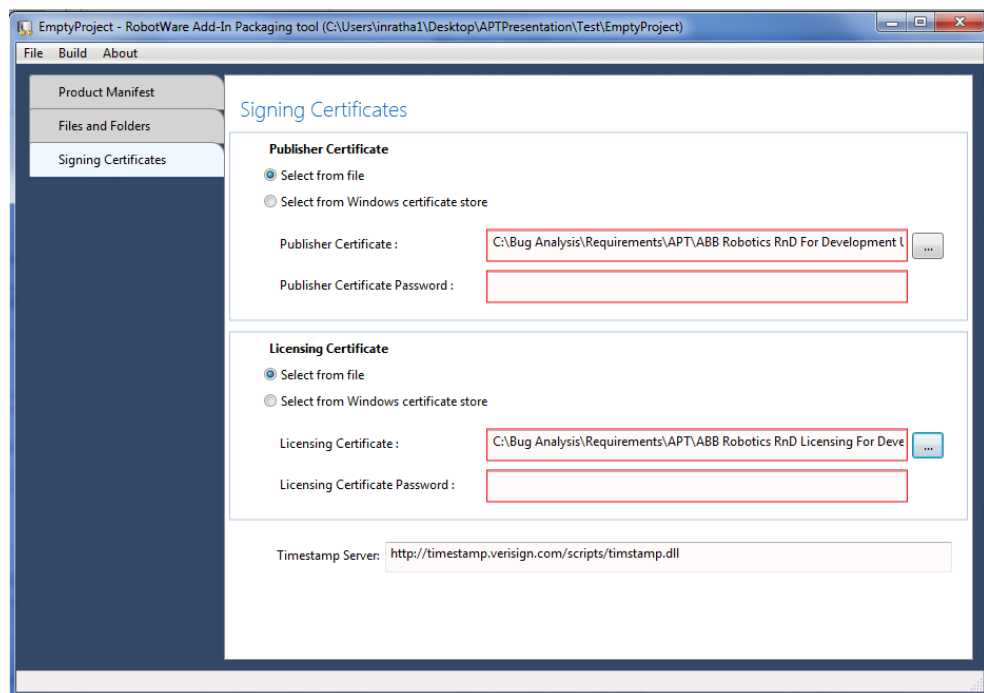 EmptyProject - RobotWare Add-In Packaging tool (C:\Users\inratha1\Desktop\APTPresentation\Test\EmptyProject)
File Build About
Product Manifest
Files and Folders
Signing Certificates
Signing Certificates
Publisher Certificate
Select from file
Select from Windows certificate store
Publisher Certificate : C:\Bug Analysis\Requirements\APT\ABB Robotics RnD For Development U ...
Publisher Certificate Password :
Licensing Certificate
Select from file
Select from Windows certificate store
Licensing Certificate : C:\Bug Analysis\Requirements\APT\ABB Robotics RnD Licensing For Deve ...
Licensing Certificate Password :
Timestamp Server: http://timestamp.verisign.com/scripts/timstamp.dll